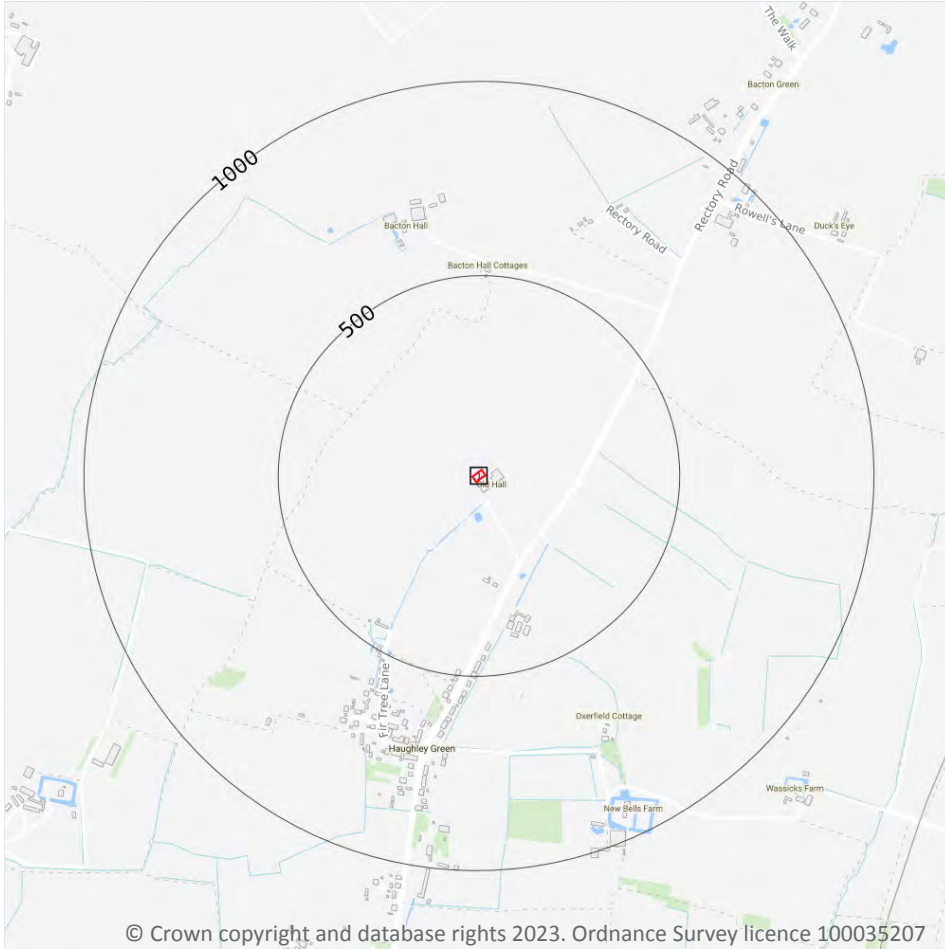 The Walk
Bacton Green
1000
Rectory Road
Rectory Road
Rowell's Lane
Duck's Eye
Bacton Hall
Bacton Hall Cottages
500
Old Hall
Fir Tree Lane
Oxerfield Cottage
Haughley Green
Wassicks Farm
New Bells Farm
© Crown copyright and database rights 2023. Ordnance Survey licence 100035207